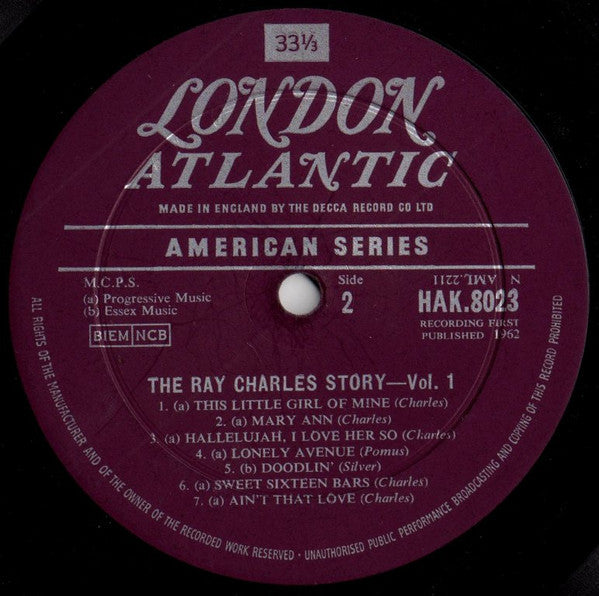 33⅓
LONDON
ATLANTIC
MADE IN ENGLAND BY THE DECCA RECORD CO LTD
AMERICAN SERIES
M.C.P.S.
(a) Progressive Music
(b) Essex Music
BIEM NCB
Side
2
N AML.2211
HAK.8023
RECORDING FIRST
PUBLISHED 1962
THE RAY CHARLES STORY—Vol. 1
1. (a) THIS LITTLE GIRL OF MINE (Charles)
2. (a) MARY ANN (Charles)
3. (a) HALLELUJAH, I LOVE HER SO (Charles)
4. (a) LONELY AVENUE (Pomus)
5. (b) DOODLIN' (Silver)
6. (a) SWEET SIXTEEN BARS (Charles)
7. (a) AIN'T THAT LOVE (Charles)
ALL RIGHTS OF THE MANUFACTURER AND OF THE OWNER OF THE RECORDED WORK RESERVED · UNAUTHORISED PUBLIC PERFORMANCE BROADCASTING AND COPYING OF THIS RECORD PROHIBITED